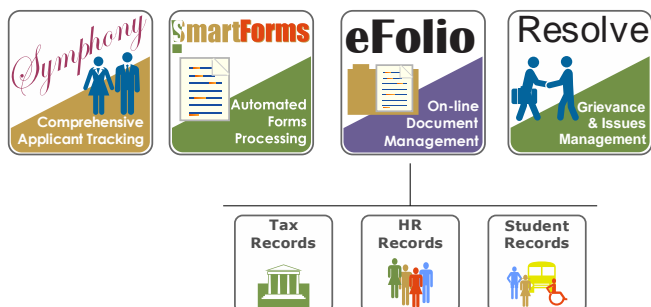 Symphony
Comprehensive
Applicant Tracking
SmartForms
Automated
Forms
Processing
eFolio
On-line
Document
Management
Resolve
Grievance
& Issues
Management
Tax
Records
HR
Records
Student
Records